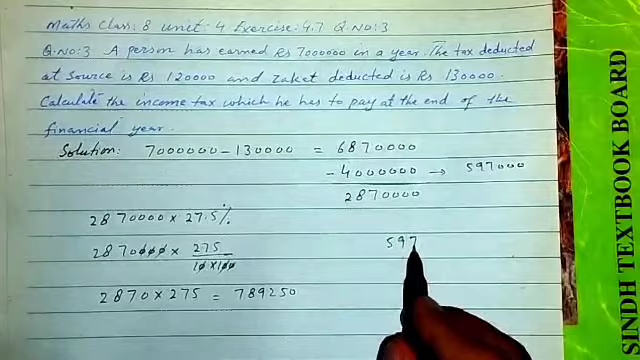 Maths Class: 8 unit: 4 Exercise: 4.7 Q.No:3
Q.No:3 A person has earned Rs 7000000 in a year. The tax deducted
at source is Rs 120000 and zaket deducted is Rs 130000.
Calculate the income tax which he has to pay at the end of the
financial year.
Solution: 7000000 - 130000 = 6870000
- 4000000 → 597000
2870000
2870000 x 27.5%
2870000 x 275
10 x 100
597
2870 x 275 = 789250
SINDH TEXTBOOK BOARD